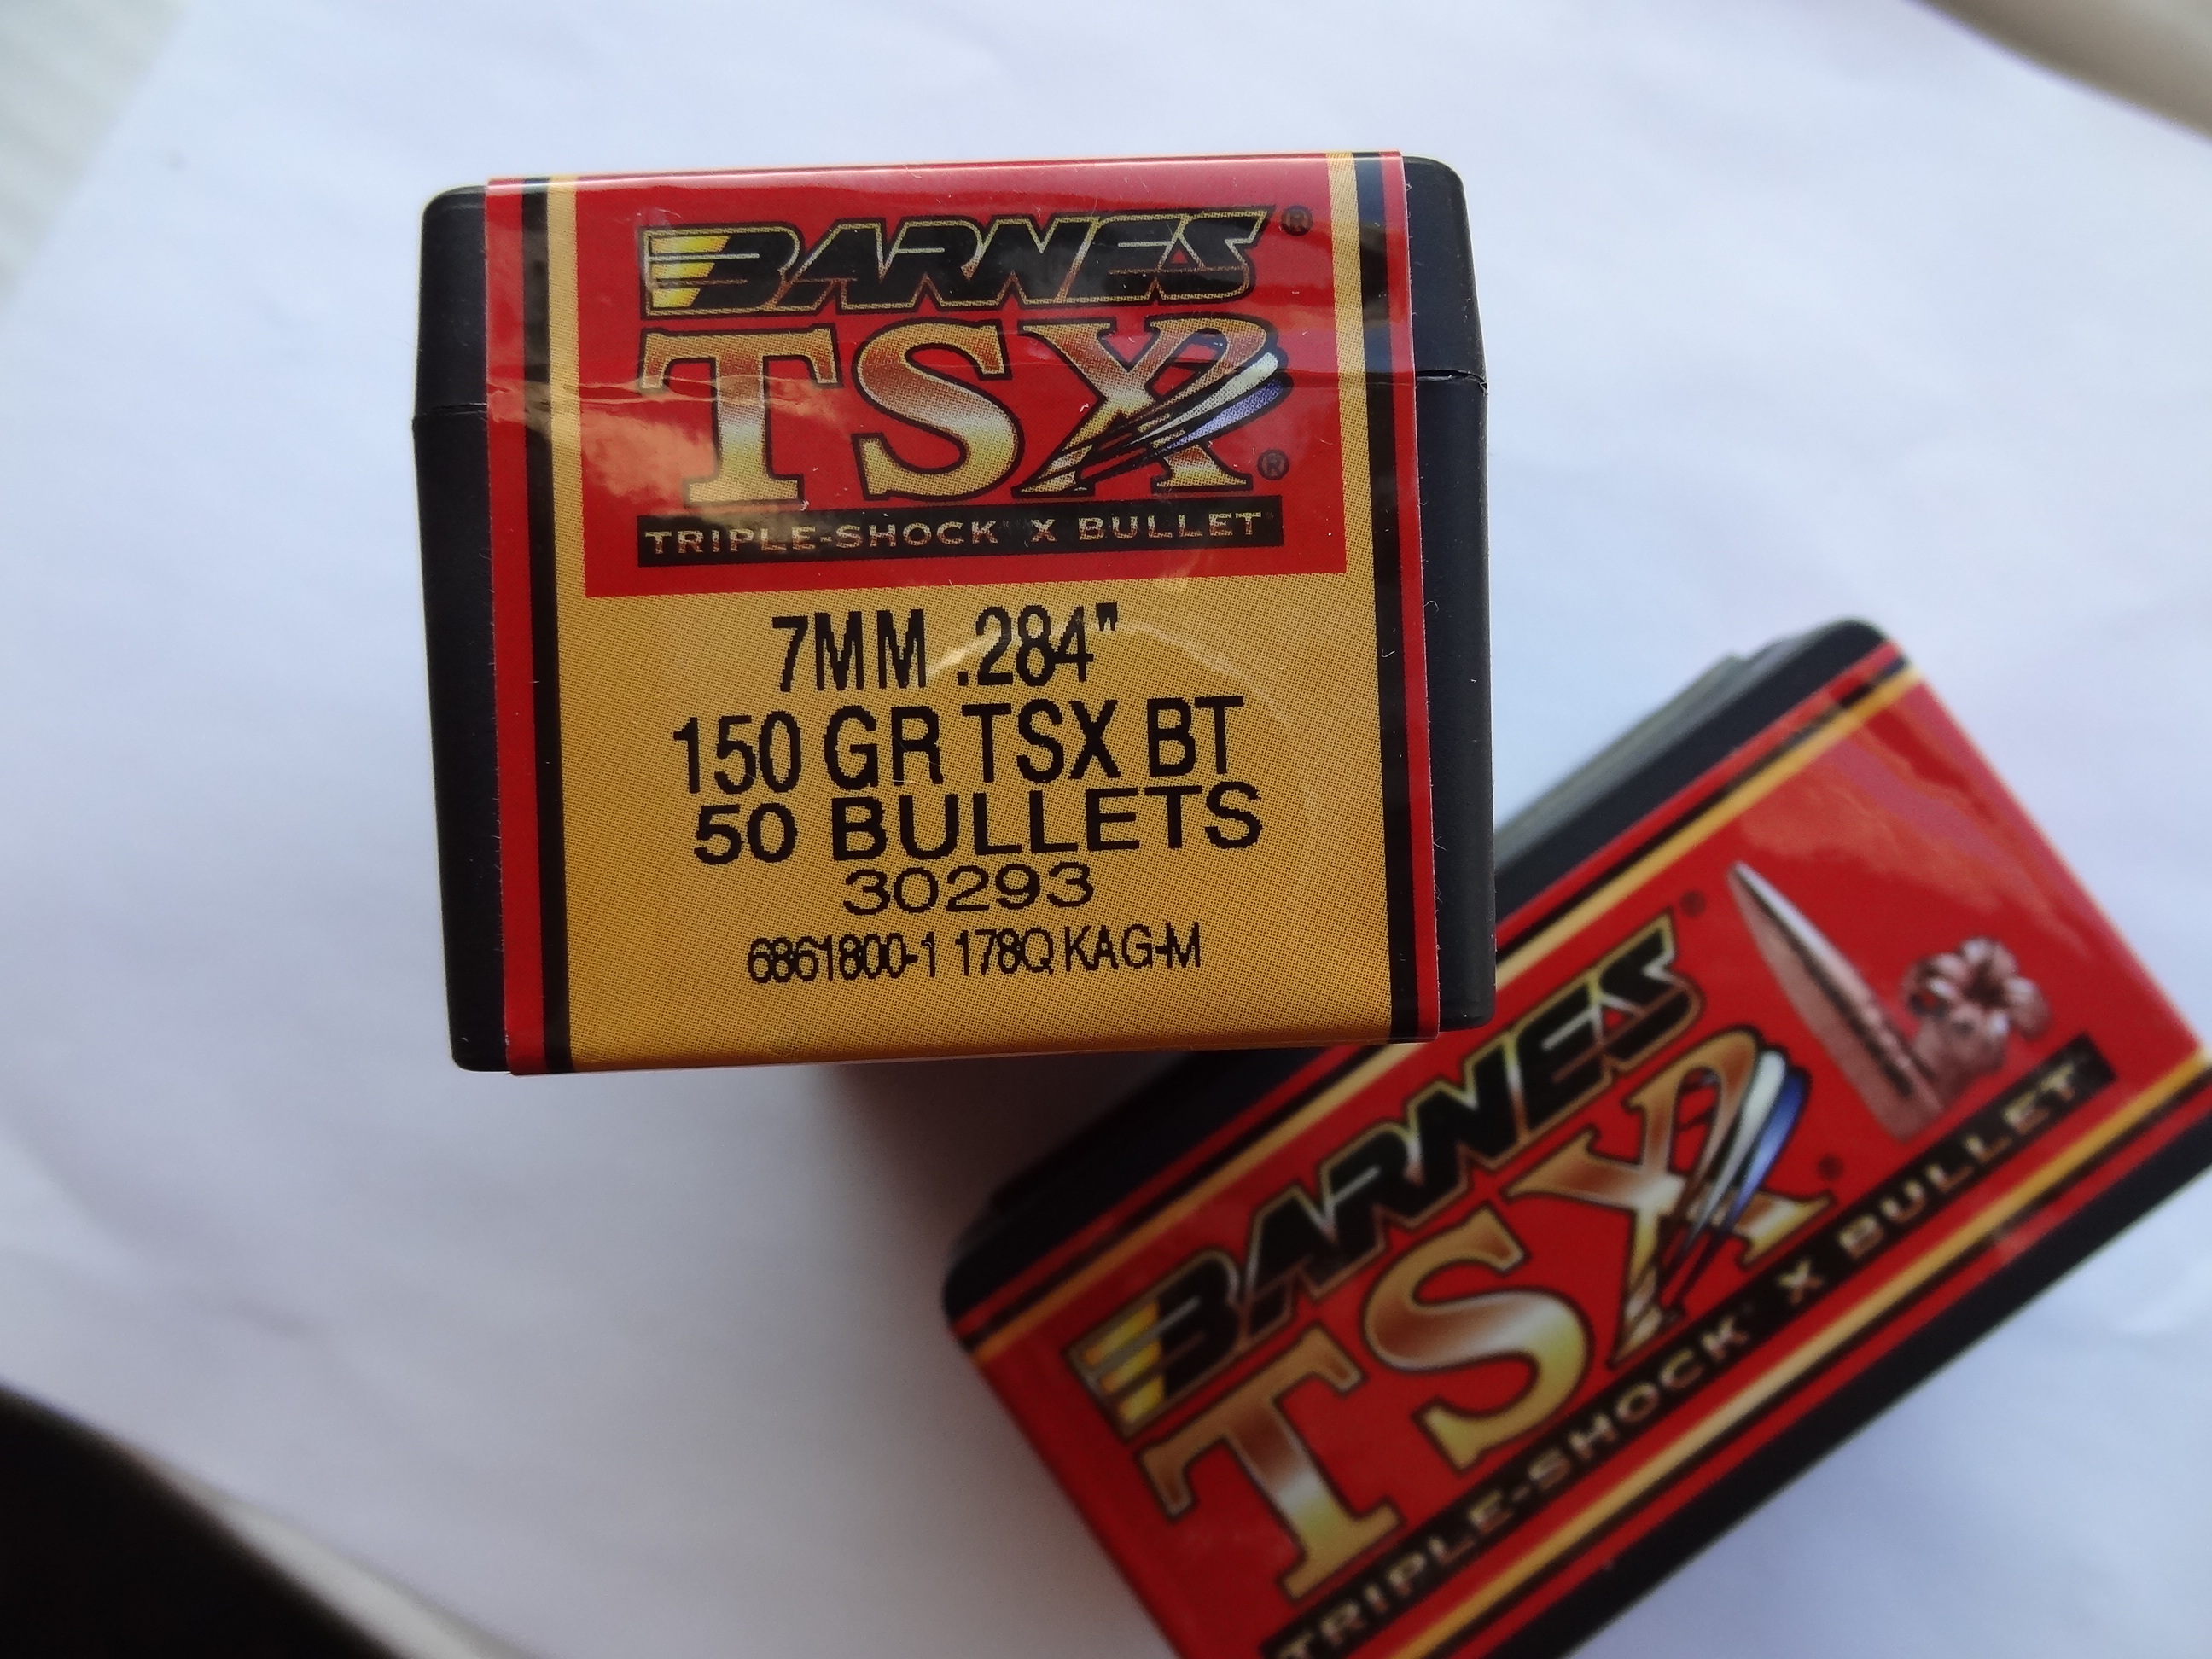 BARNES®
TSX®
TRIPLE-SHOCK X BULLET
7MM .284"
150 GR TSX BT
50 BULLETS
30293
6861800-1 178Q KAG-M
BARNES®
TSX®
TRIPLE-SHOCK X BULLET